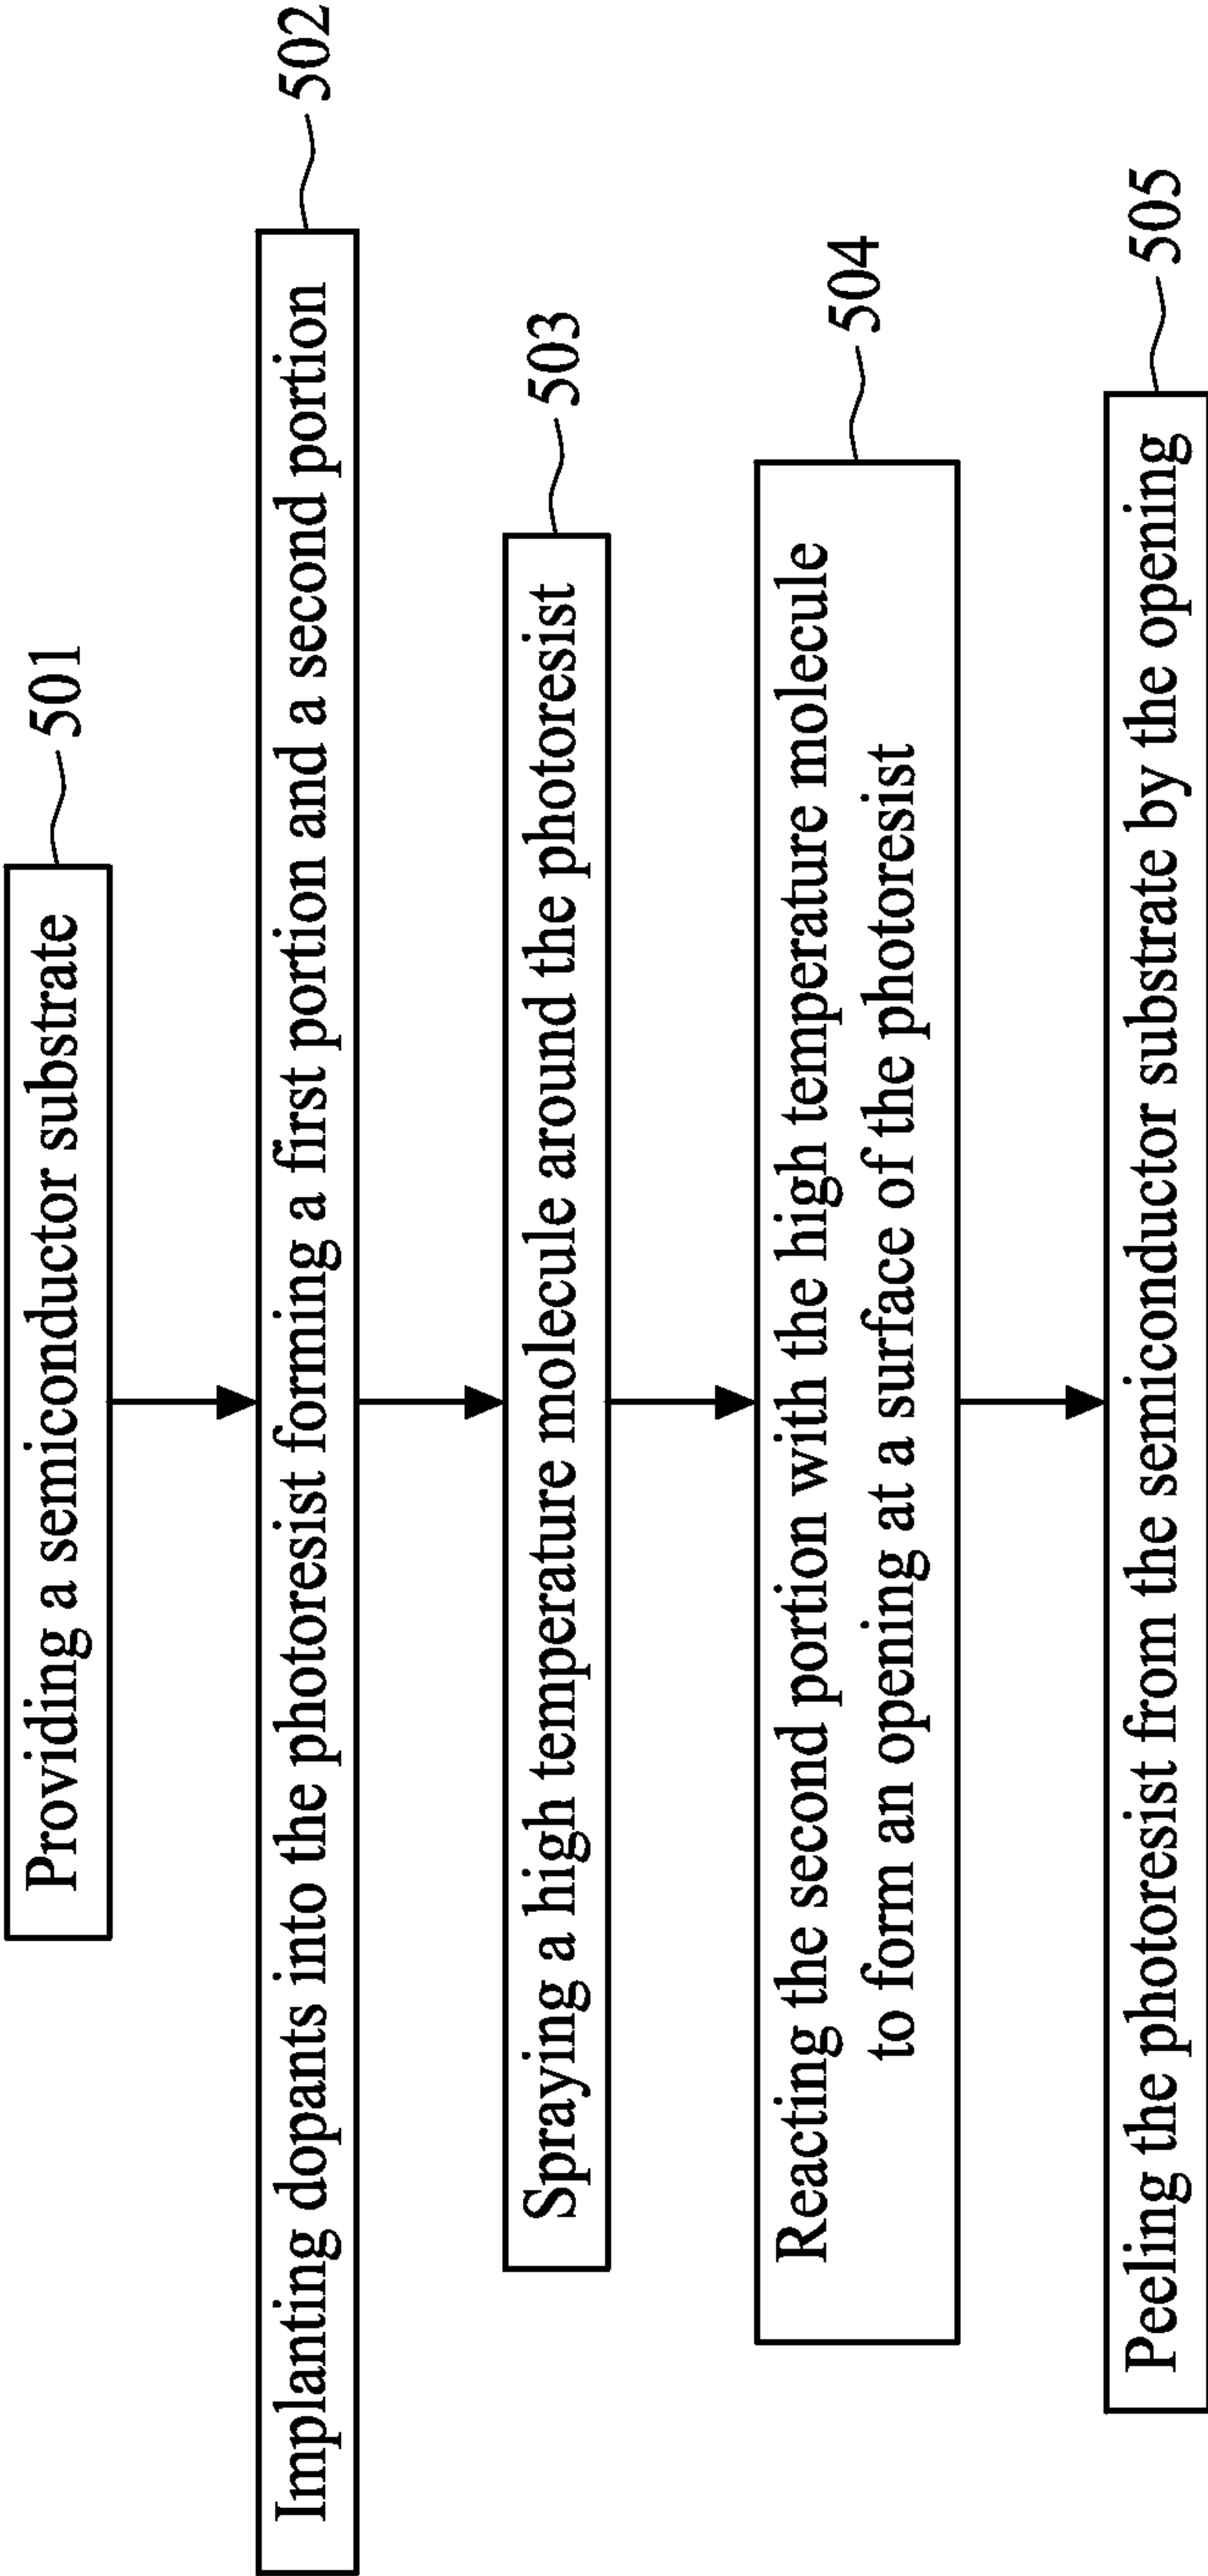 Providing a semiconductor substrate
501
Implanting dopants into the photoresist forming a first portion and a second portion
502
Spraying a high temperature molecule around the photoresist
503
Reacting the second portion with the high temperature molecule
to form an opening at a surface of the photoresist
504
Peeling the photoresist from the semiconductor substrate by the opening
505